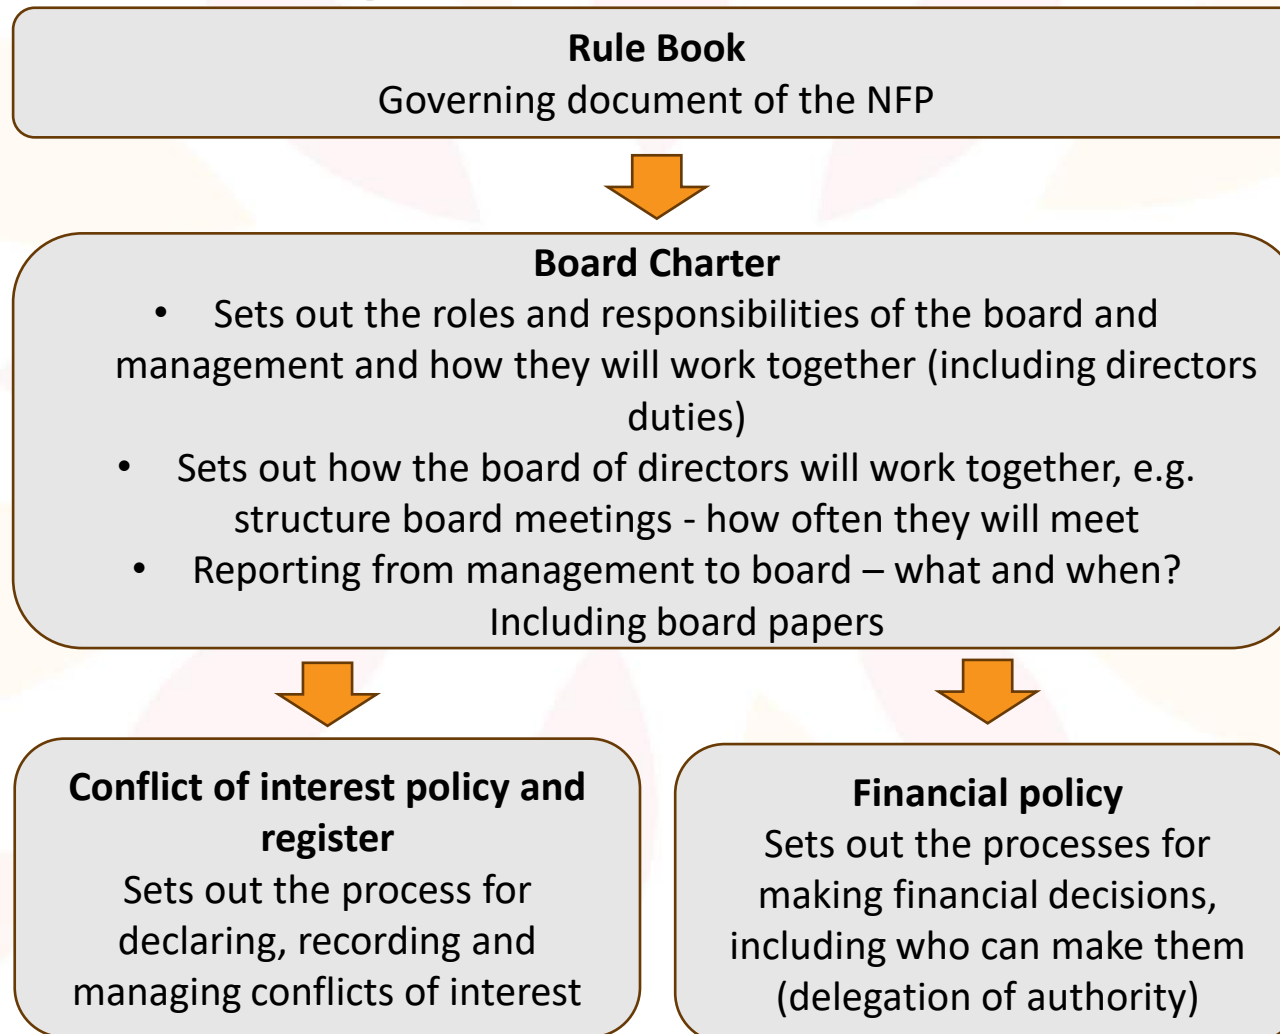 Rule Book
Governing document of the NFP
Board Charter
• Sets out the roles and responsibilities of the board and
management and how they will work together (including directors
duties)
• Sets out how the board of directors will work together, e.g.
structure board meetings - how often they will meet
• Reporting from management to board – what and when?
Including board papers
Conflict of interest policy and
register
Sets out the process for
declaring, recording and
managing conflicts of interest
Financial policy
Sets out the processes for
making financial decisions,
including who can make them
(delegation of authority)